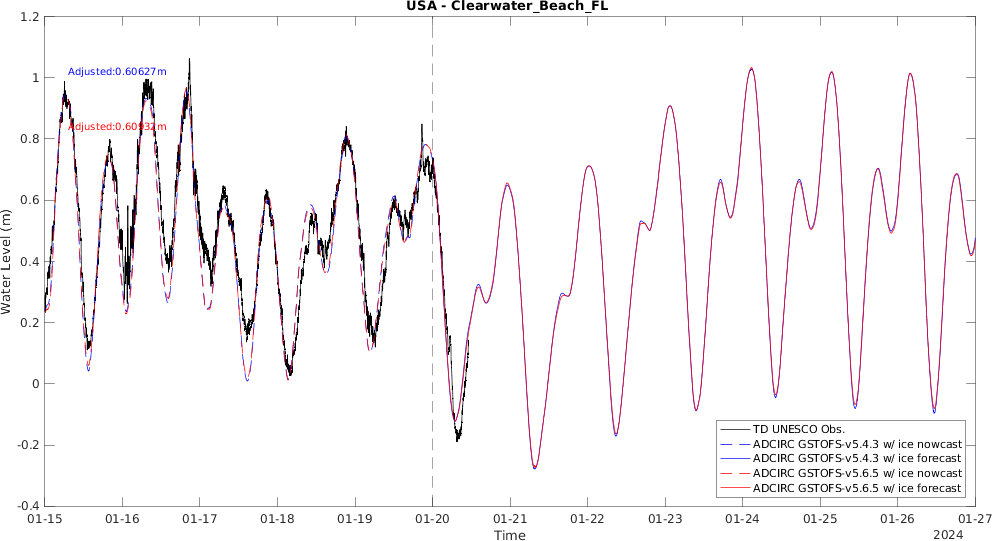 USA - Clearwater_Beach_FL
1.2
1
0.8
0.6
0.4
0.2
0
-0.2
-0.4
Water Level (m)
Adjusted:0.60627m
Adjusted:0.60932m
TD UNESCO Obs.
ADCIRC GSTOFS-v5.4.3 w/ ice nowcast
ADCIRC GSTOFS-v5.4.3 w/ ice forecast
ADCIRC GSTOFS-v5.6.5 w/ ice nowcast
ADCIRC GSTOFS-v5.6.5 w/ ice forecast
01-15 01-16 01-17 01-18 01-19 01-20 01-21 01-22 01-23 01-24 01-25 01-26 01-27
Time
2024